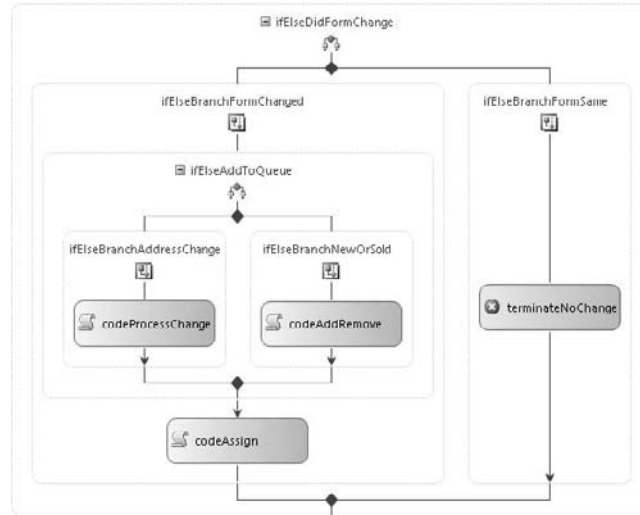 ifElseDidFormChange
ifElseBranchFormChanged
ifElseBranchFormSame
ifElseAddToQueue
ifElseBranchAddressChange
ifElseBranchNewOrSold
codeProcessChange
codeAddRemove
terminateNoChange
codeAssign